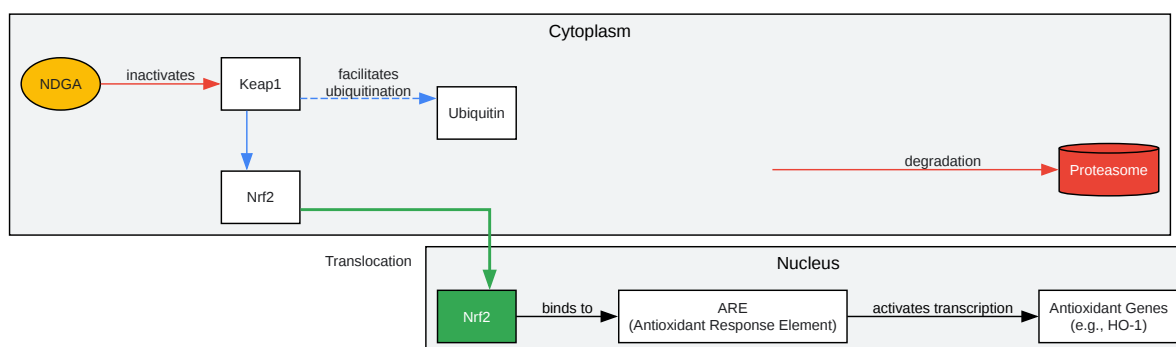 Cytoplasm
NDGA
inactivates
Keap1
facilitates
ubiquitination
Ubiquitin
degradation
Proteasome
Nrf2
Translocation
Nucleus
Nrf2
binds to
ARE
(Antioxidant Response Element)
activates transcription
Antioxidant Genes
(e.g., HO-1)